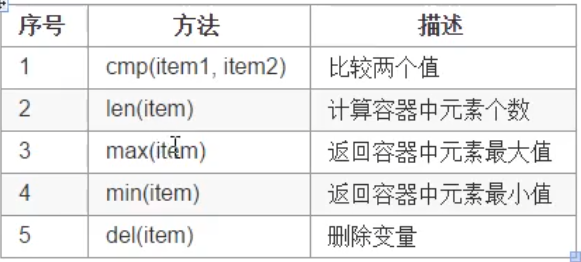 序号 方法 描述
1 cmp(item1, item2) 比较两个值
2 len(item) 计算容器中元素个数
3 max(item) 返回容器中元素最大值
4 min(item) 返回容器中元素最小值
5 del(item) 删除变量